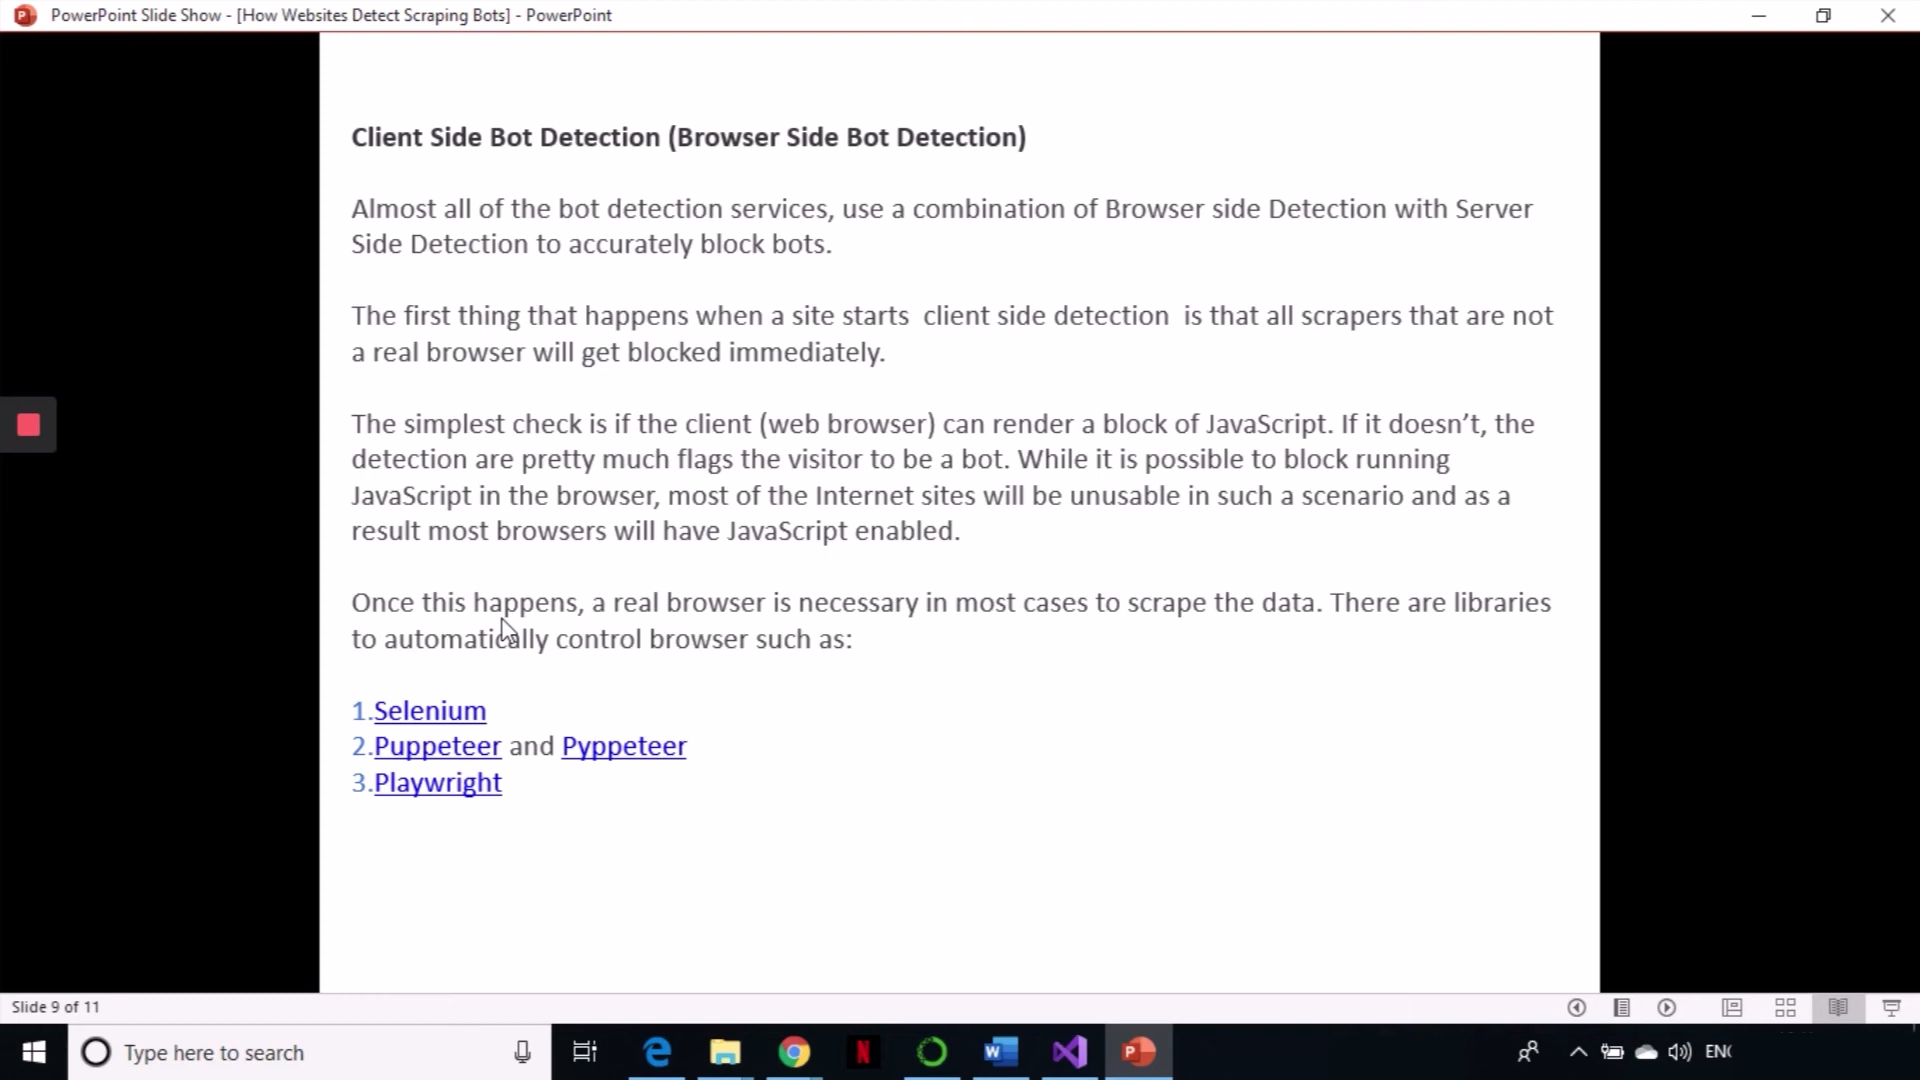 PowerPoint Slide Show - [How Websites Detect Scraping Bots] - PowerPoint
Client Side Bot Detection (Browser Side Bot Detection)
Almost all of the bot detection services, use a combination of Browser side Detection with Server
Side Detection to accurately block bots.
The first thing that happens when a site starts  client side detection  is that all scrapers that are not
a real browser will get blocked immediately.
The simplest check is if the client (web browser) can render a block of JavaScript. If it doesn’t, the
detection are pretty much flags the visitor to be a bot. While it is possible to block running
JavaScript in the browser, most of the Internet sites will be unusable in such a scenario and as a
result most browsers will have JavaScript enabled.
Once this happens, a real browser is necessary in most cases to scrape the data. There are libraries
to automatically control browser such as:
1.Selenium
2.Puppeteer and Pyppeteer
3.Playwright
Slide 9 of 11
Type here to search